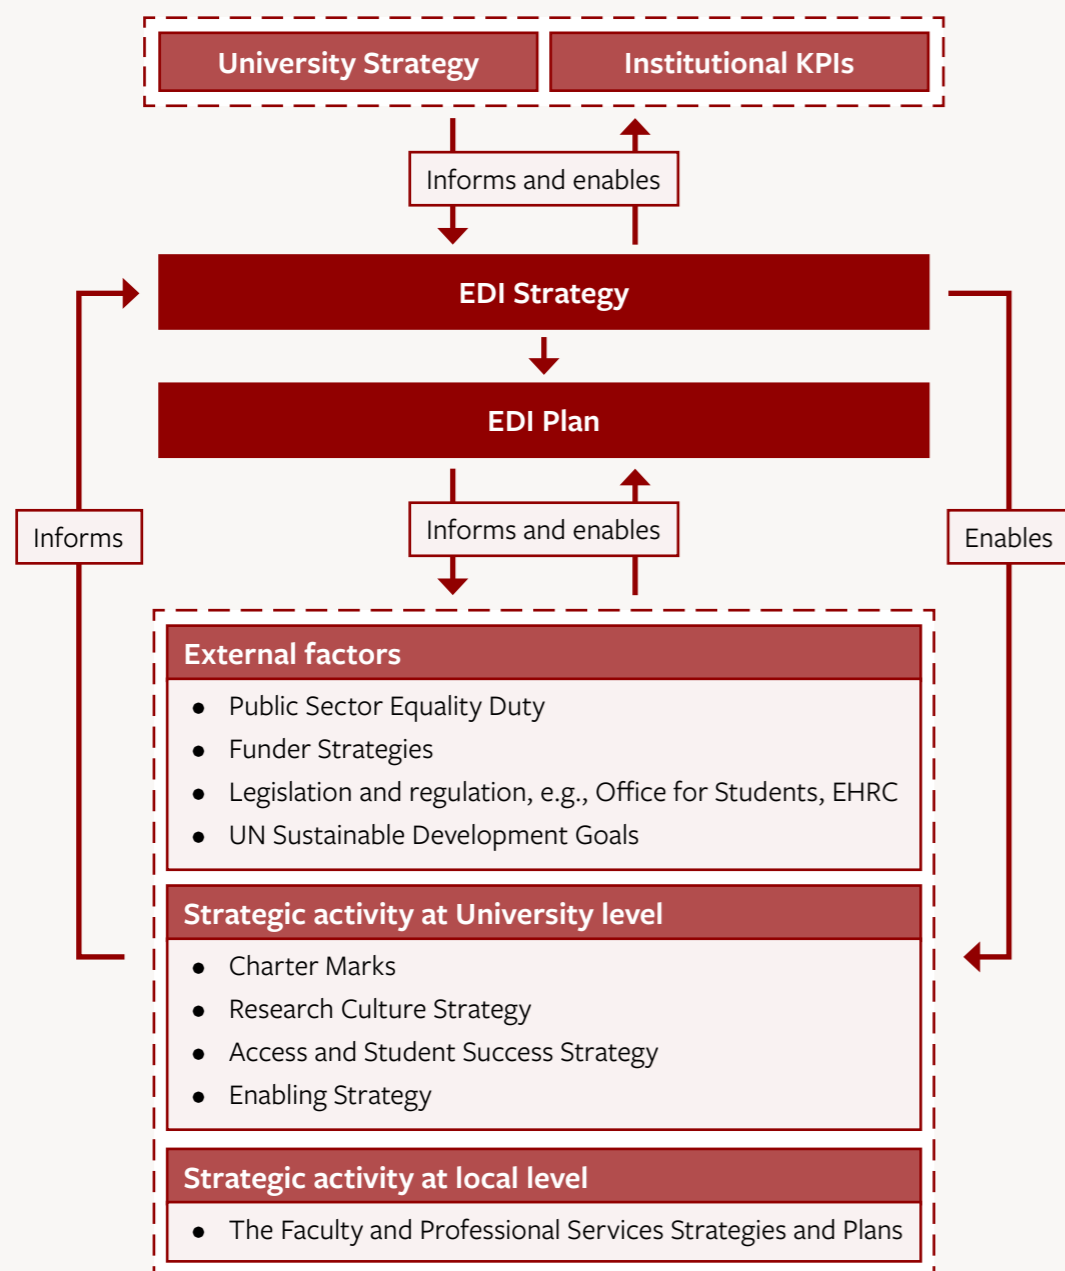 University Strategy
Institutional KPIs
Informs and enables
EDI Strategy
EDI Plan
Informs and enables
Informs
Enables
External factors
● Public Sector Equality Duty
● Funder Strategies
● Legislation and regulation, e.g., Office for Students, EHRC
● UN Sustainable Development Goals
Strategic activity at University level
● Charter Marks
● Research Culture Strategy
● Access and Student Success Strategy
● Enabling Strategy
Strategic activity at local level
● The Faculty and Professional Services Strategies and Plans